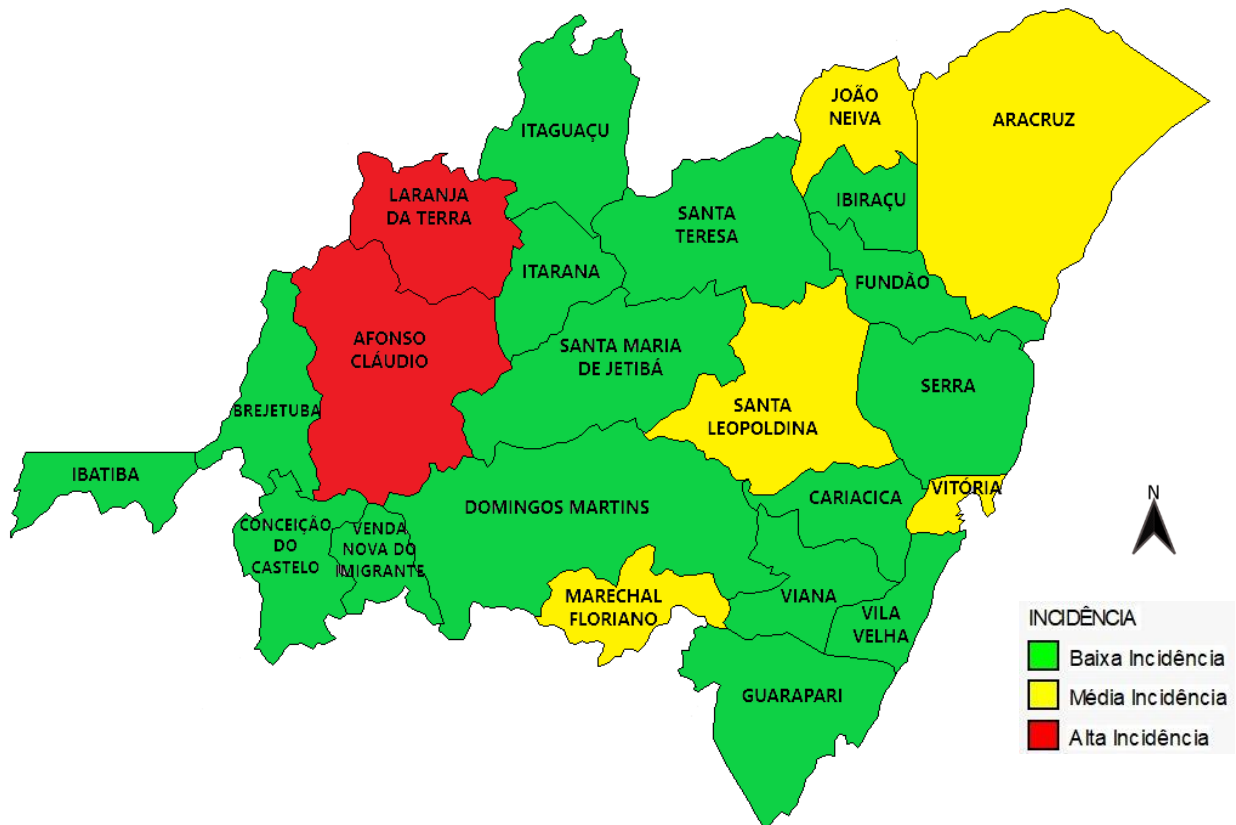 ITAGUAÇU
JOÃO
NEIVA
ARACRUZ
LARANJA
DA TERRA
SANTA
TERESA
IBIRAÇU
ITARANA
FUNDÃO
AFONSO
CLÁUDIO
SANTA MARIA
DE JETIBÁ
SERRA
BREJETUBA
SANTA
LEOPOLDINA
IBATIBA
DOMINGOS MARTINS
CARIACICA
VITÓRIA
CONCEIÇÃO
DO
CASTELO
VENDA
NOVA DO
IMIGRANTE
MARECHAL
FLORIANO
VIANA
VILA
VELHA
GUARAPARI
N
INCIDÊNCIA
Baixa Incidência
Média Incidência
Alta Incidência